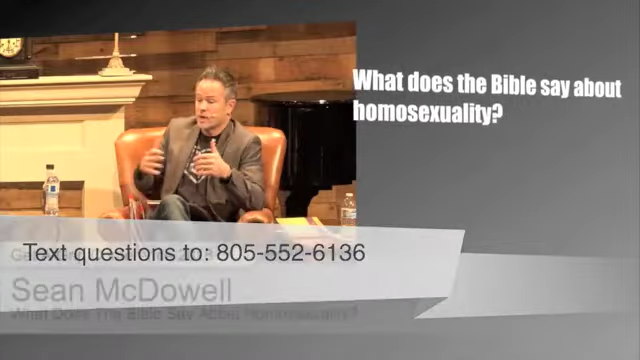 What does the Bible say about
homosexuality?
Text questions to: 805-552-6136
Sean McDowell
What Does The Bible Say About Homosexuality?